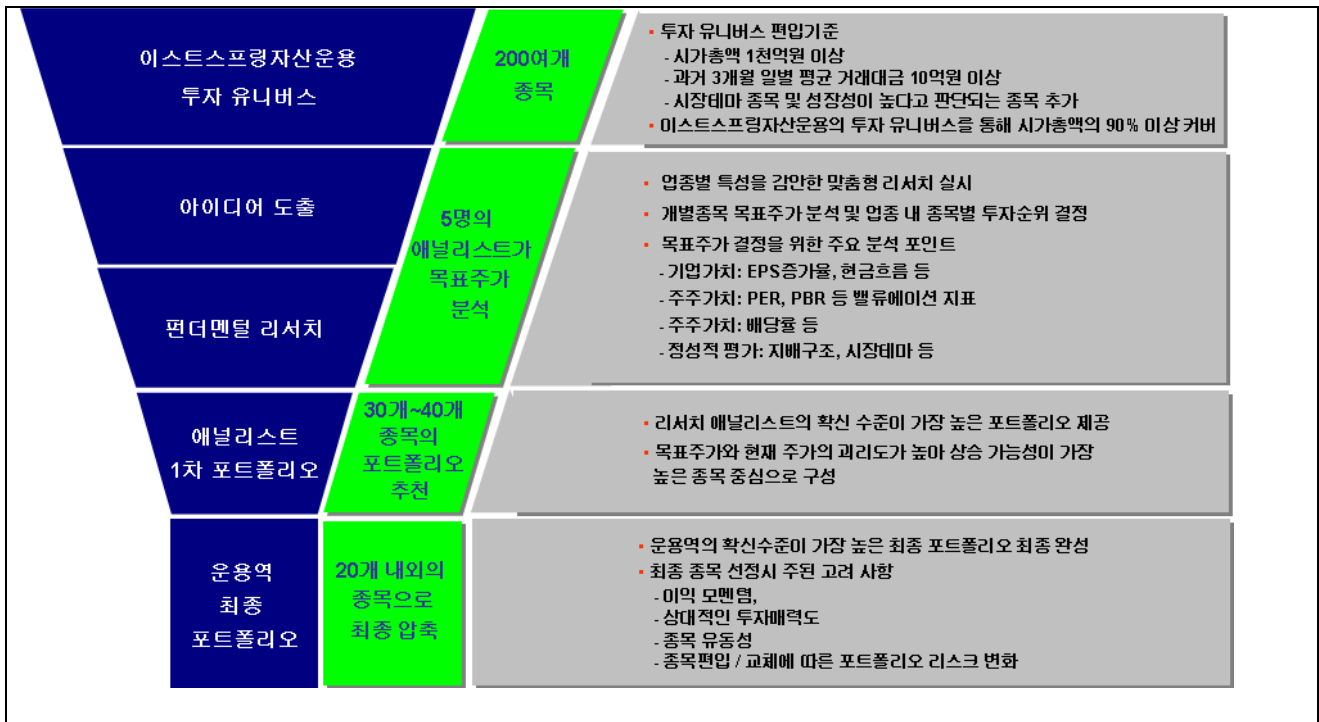 이스트스프링자산운용
투자 유니버스
200여개
종목
▪ 투자 유니버스 편입기준
- 시가총액 1천억원 이상
- 과거 3개월 일별 평균 거래대금 10억원 이상
- 시장테마 종목 및 성장성이 높다고 판단되는 종목 추가
▪ 이스트스프링자산운용의 투자 유니버스를 통해 시가총액의 90% 이상 커버
아이디어 도출
펀더멘털 리서치
5명의
애널리스트가
목표주가
분석
▪ 업종별 특성을 감안한 맞춤형 리서치 실시
▪ 개별종목 목표주가 분석 및 업종 내 종목별 투자순위 결정
▪ 목표주가 결정을 위한 주요 분석 포인트
- 기업가치: EPS증가율, 현금흐름 등
- 주주가치: PER, PBR 등 밸류에이션 지표
- 주주가치: 배당률 등
- 정성적 평가: 지배구조, 시장테마 등
애널리스트
1차 포트폴리오
30개~40개
종목의
포트폴리오
추천
▪ 리서치 애널리스트의 확신 수준이 가장 높은 포트폴리오 제공
▪ 목표주가와 현재 주가의 괴리도가 높아 상승 가능성이 가장
높은 종목 중심으로 구성
운용역
최종
포트폴리오
20개 내외의
종목으로
최종 압축
▪ 운용역의 확신수준이 가장 높은 최종 포트폴리오 최종 완성
▪ 최종 종목 선정시 주된 고려 사항
- 이익 모멘텀,
- 상대적인 투자매력도
- 종목 유동성
- 종목편입 / 교체에 따른 포트폴리오 리스크 변화